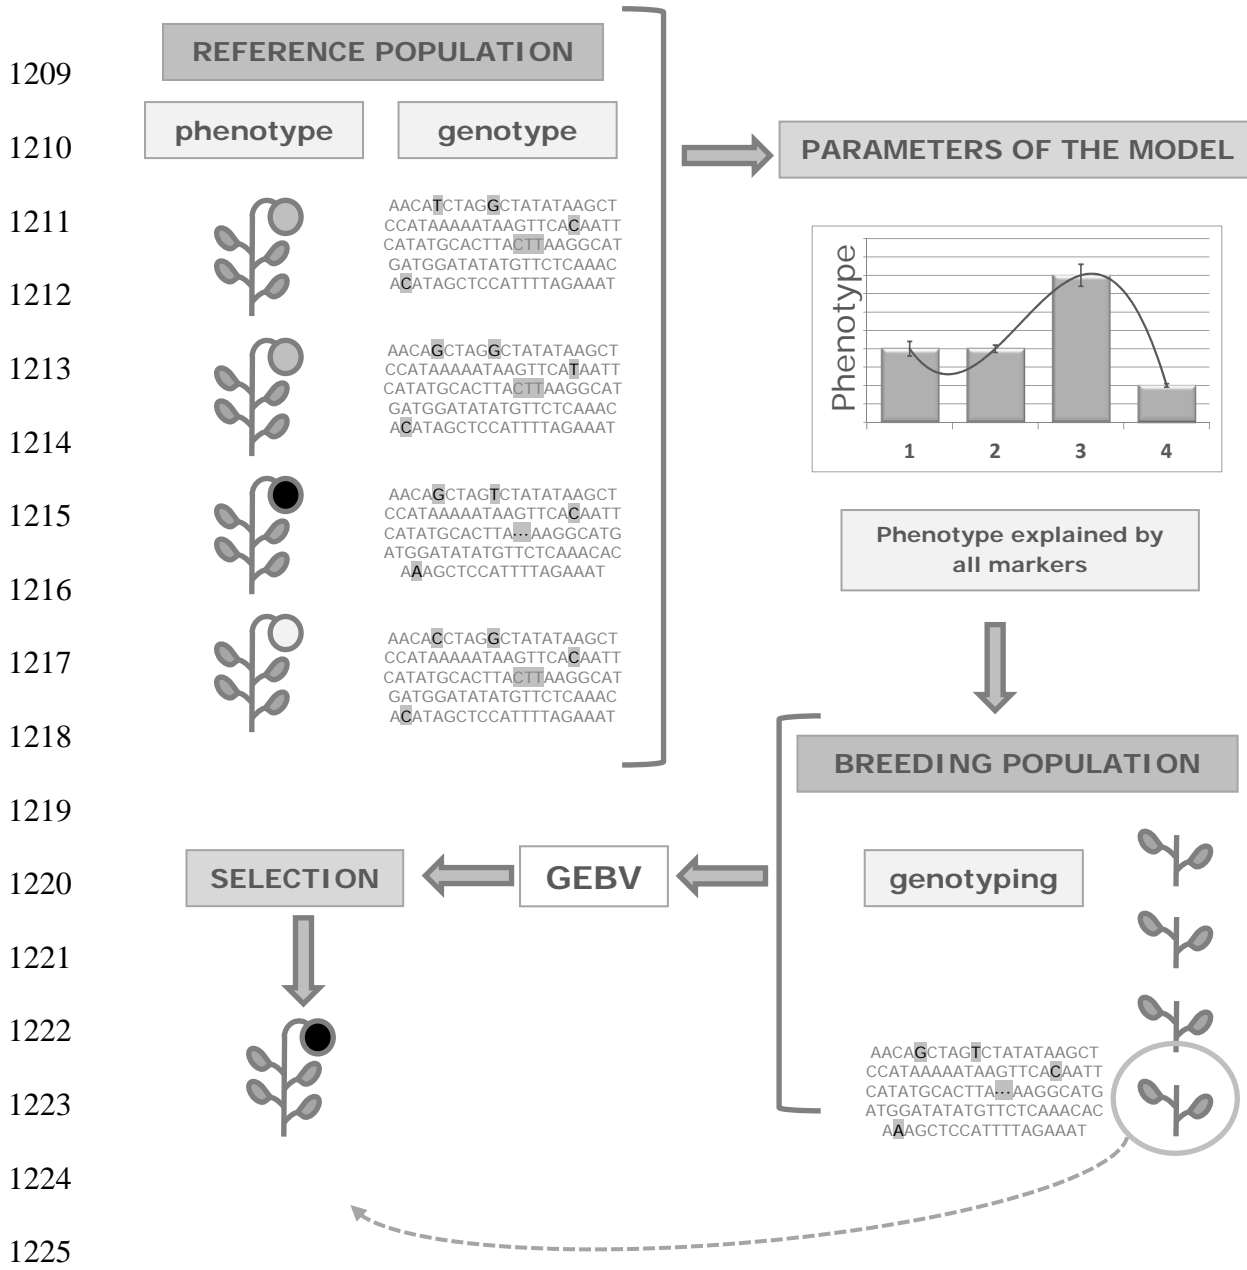 REFERENCE POPULATION
1209
phenotype
genotype
1210
PARAMETERS OF THE MODEL
AACATCTAGGCTATATAAGCT
1211
CCATAAAAATAAGTTCACAATT
CATATGCACTTACTTAAGGCAT
GATGGATATATGTTCTCAAAC
ACATAGCTCCATTTTAGAAAT
1212
Phenotype
1
2
3
4
AACAGCTAGGCTATATAAGCT
1213
CCATAAAAATAAGTTCATAATT
CATATGCACTTACTTAAGGCAT
GATGGATATATGTTCTCAAAC
ACATAGCTCCATTTTAGAAAT
1214
AACAGCTAGTCTATATAAGCT
1215
CCATAAAAATAAGTTCACAATT
CATATGCACTTA...AAGGCATG
ATGGATATATGTTCTCAAACAC
AAAGCTCCATTTTAGAAAT
1216
Phenotype explained by
all markers
AACACCTAGGCTATATAAGCT
1217
CCATAAAAATAAGTTCACAATT
CATATGCACTTACTTAAGGCAT
GATGGATATATGTTCTCAAAC
ACATAGCTCCATTTTAGAAAT
1218
BREEDING POPULATION
1219
SELECTION
GEBV
genotyping
1220
1221
1222
AACAGCTAGTCTATATAAGCT
CCATAAAAATAAGTTCACAATT
CATATGCACTTA...AAGGCATG
1223
ATGGATATATGTTCTCAAACAC
AAAGCTCCATTTTAGAAAT
1224
1225